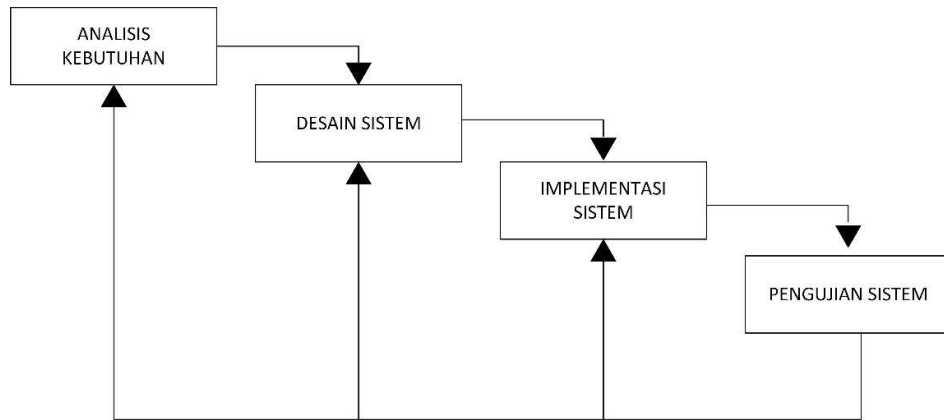 ANALISIS
KEBUTUHAN
DESAIN SISTEM
IMPLEMENTASI
SISTEM
PENGUJIAN SISTEM